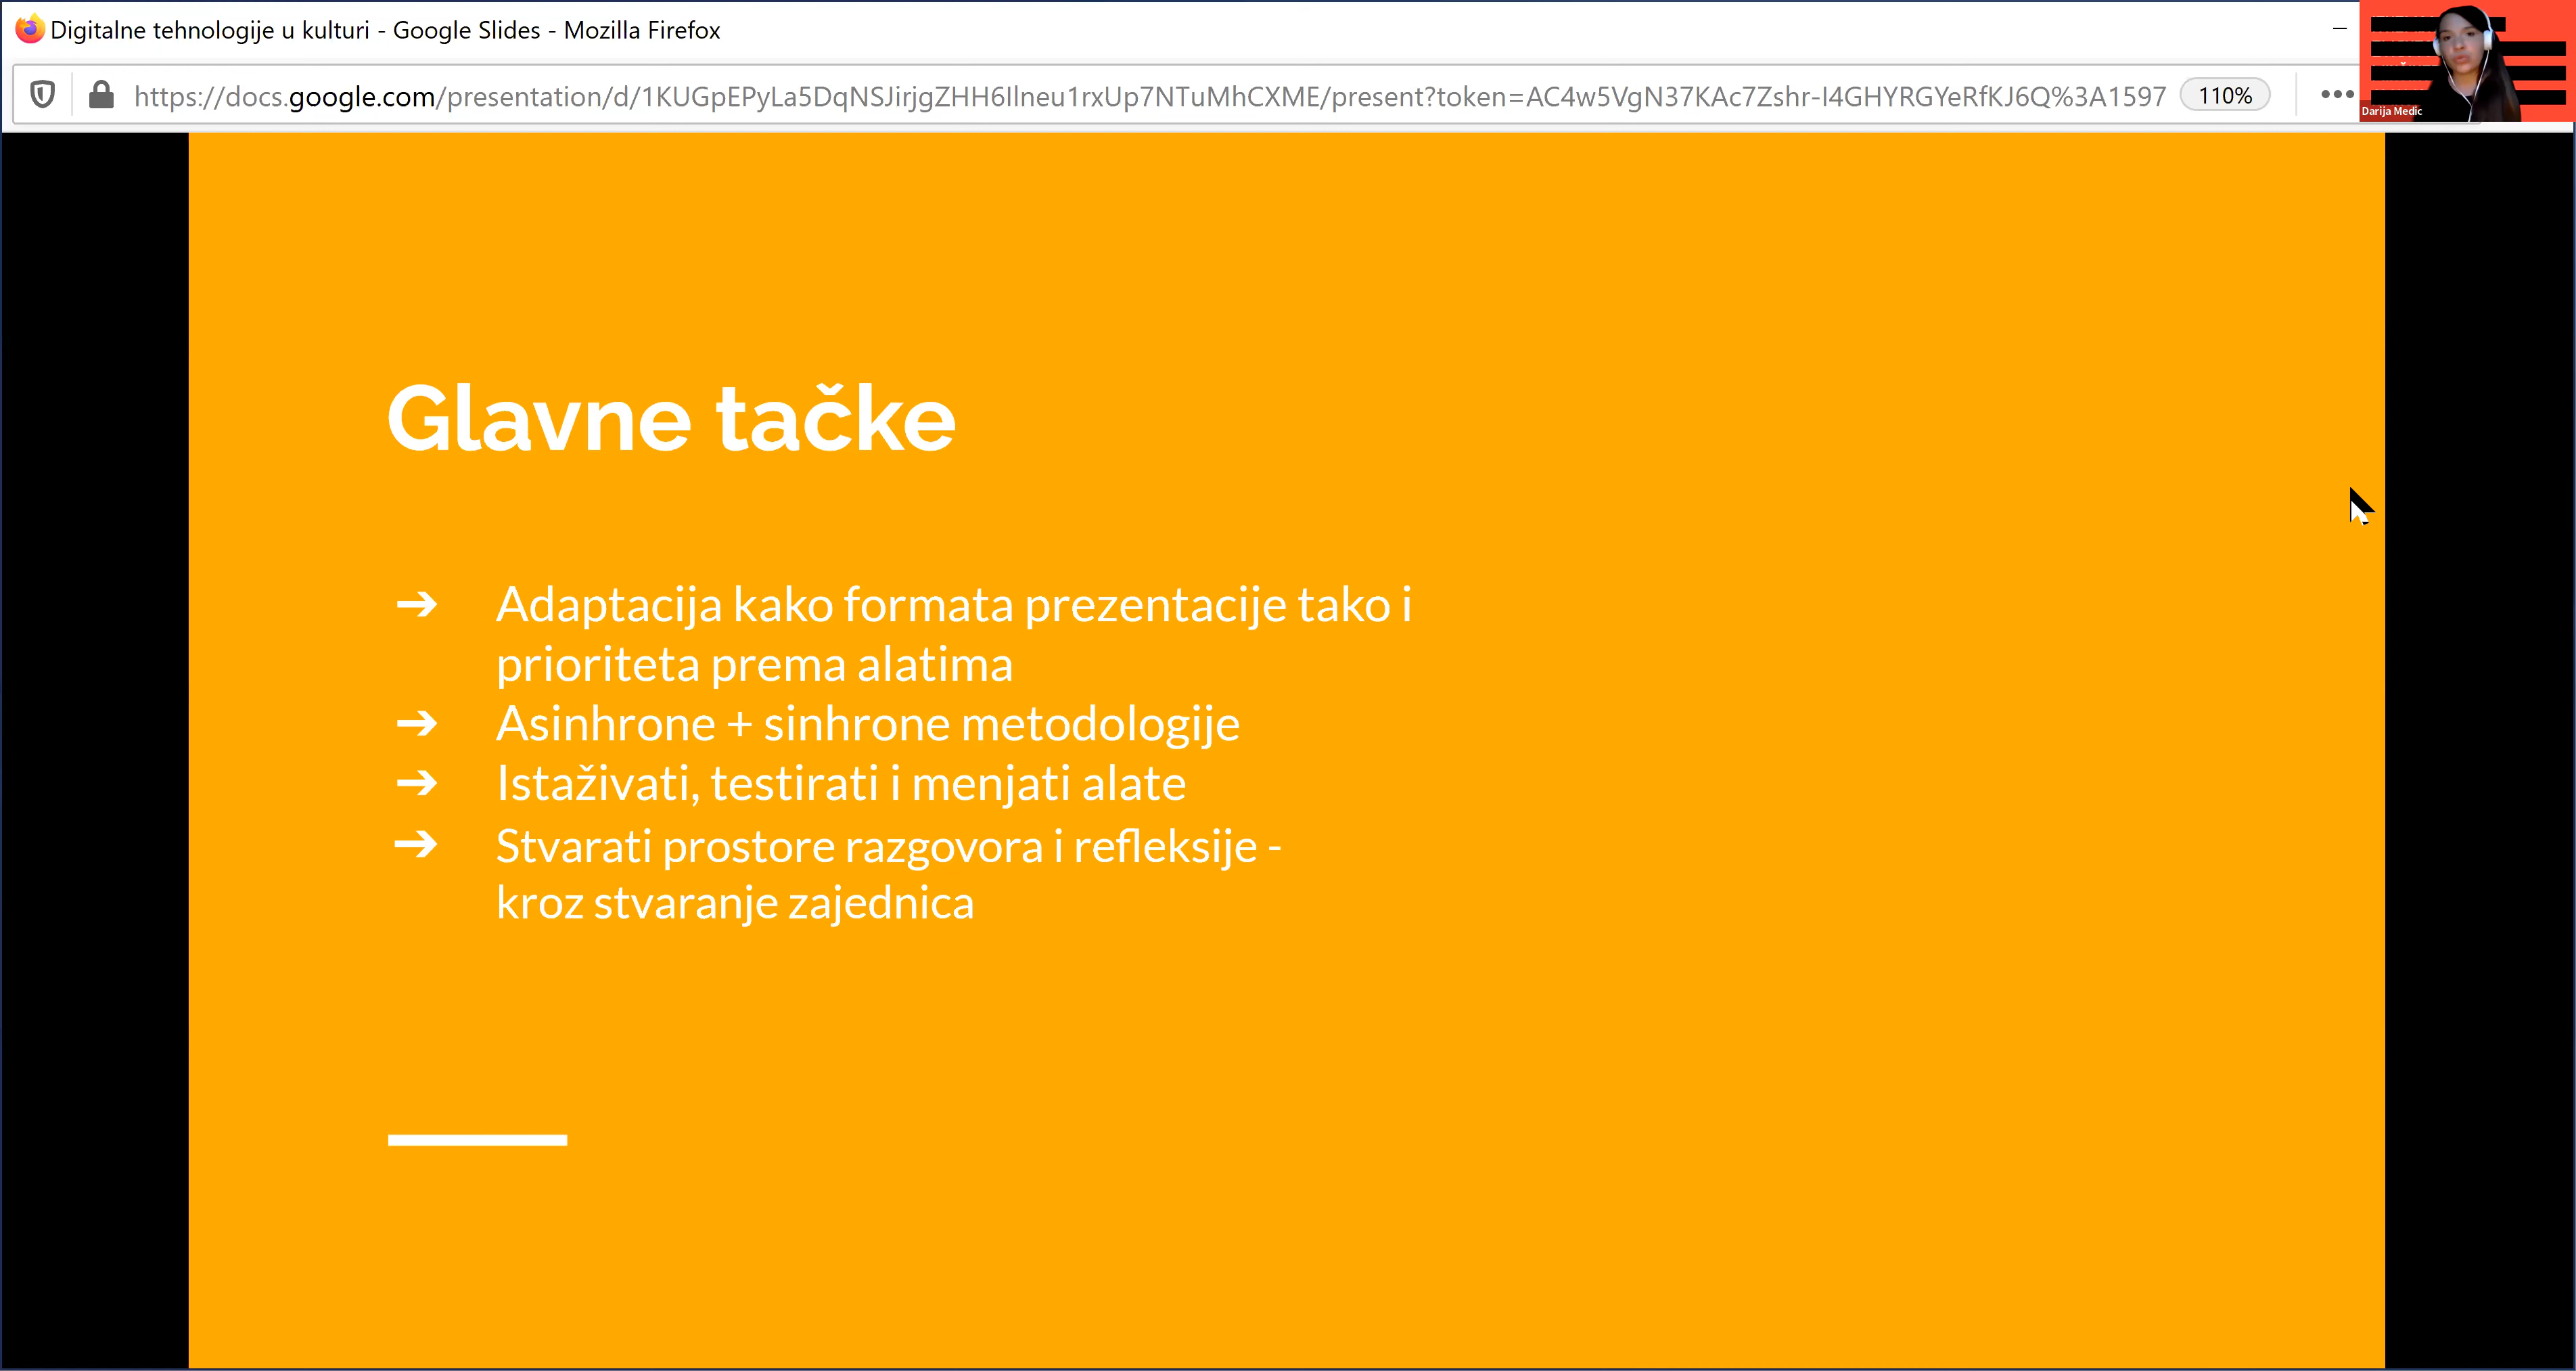 Digitalne tehnologije u kulturi - Google Slides - Mozilla Firefox
https://docs.google.com/presentation/d/1KUGpEPyLa5DqNSJirjgZHH6Ilneu1rxUp7NTuMhCXME/present?token=AC4w5VgN37KAc7Zshr-I4GHYRGYeRfKJ6Q%3A1597
110%
Darija Medic
Glavne tačke
➔ Adaptacija kako formata prezentacije tako i
prioriteta prema alatima
➔ Asinhrone + sinhrone metodologije
➔ Istaživati, testirati i menjati alate
➔ Stvarati prostore razgovora i refleksije -
kroz stvaranje zajednica